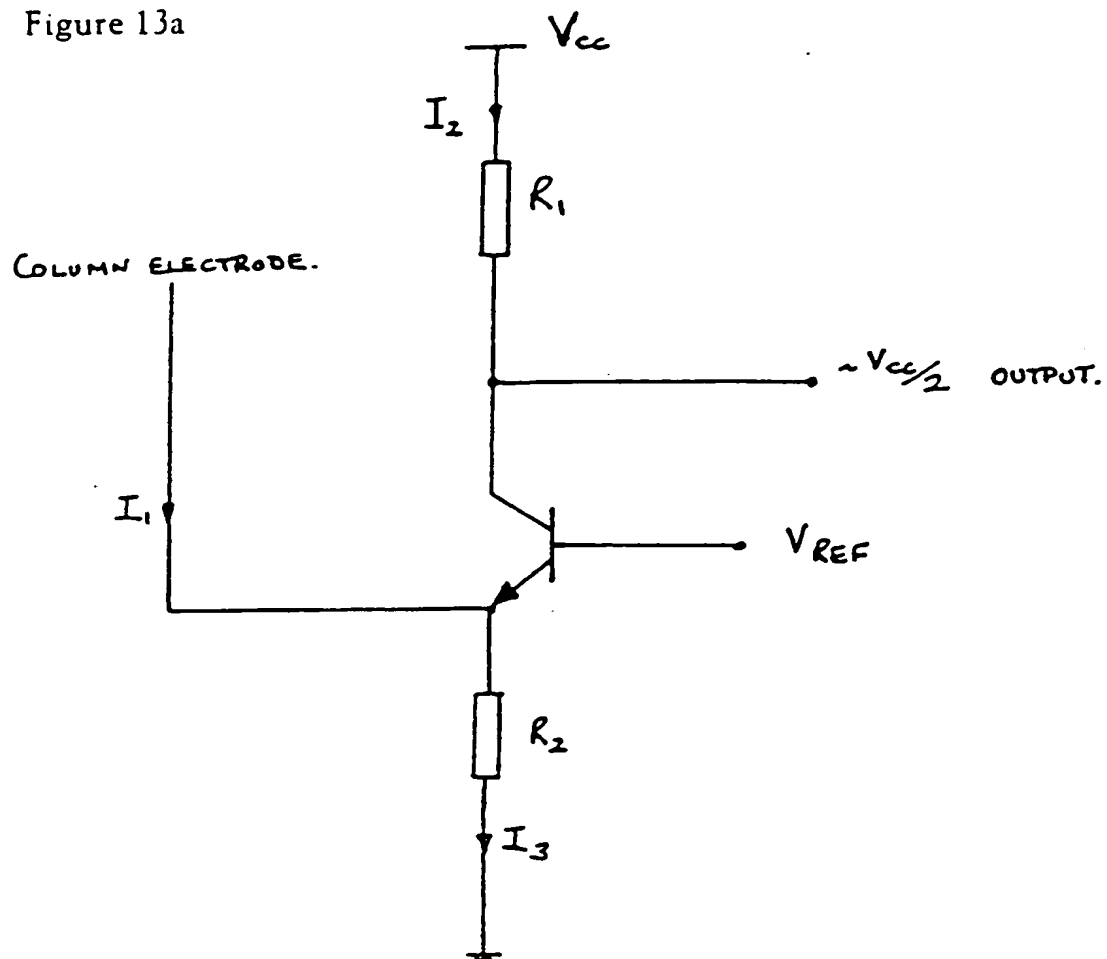 Figure 13a
Vcc
I₂
R₁
COLUMN ELECTRODE.
~ Vcc/2 OUTPUT.
I₁
VREF
R₂
I₃